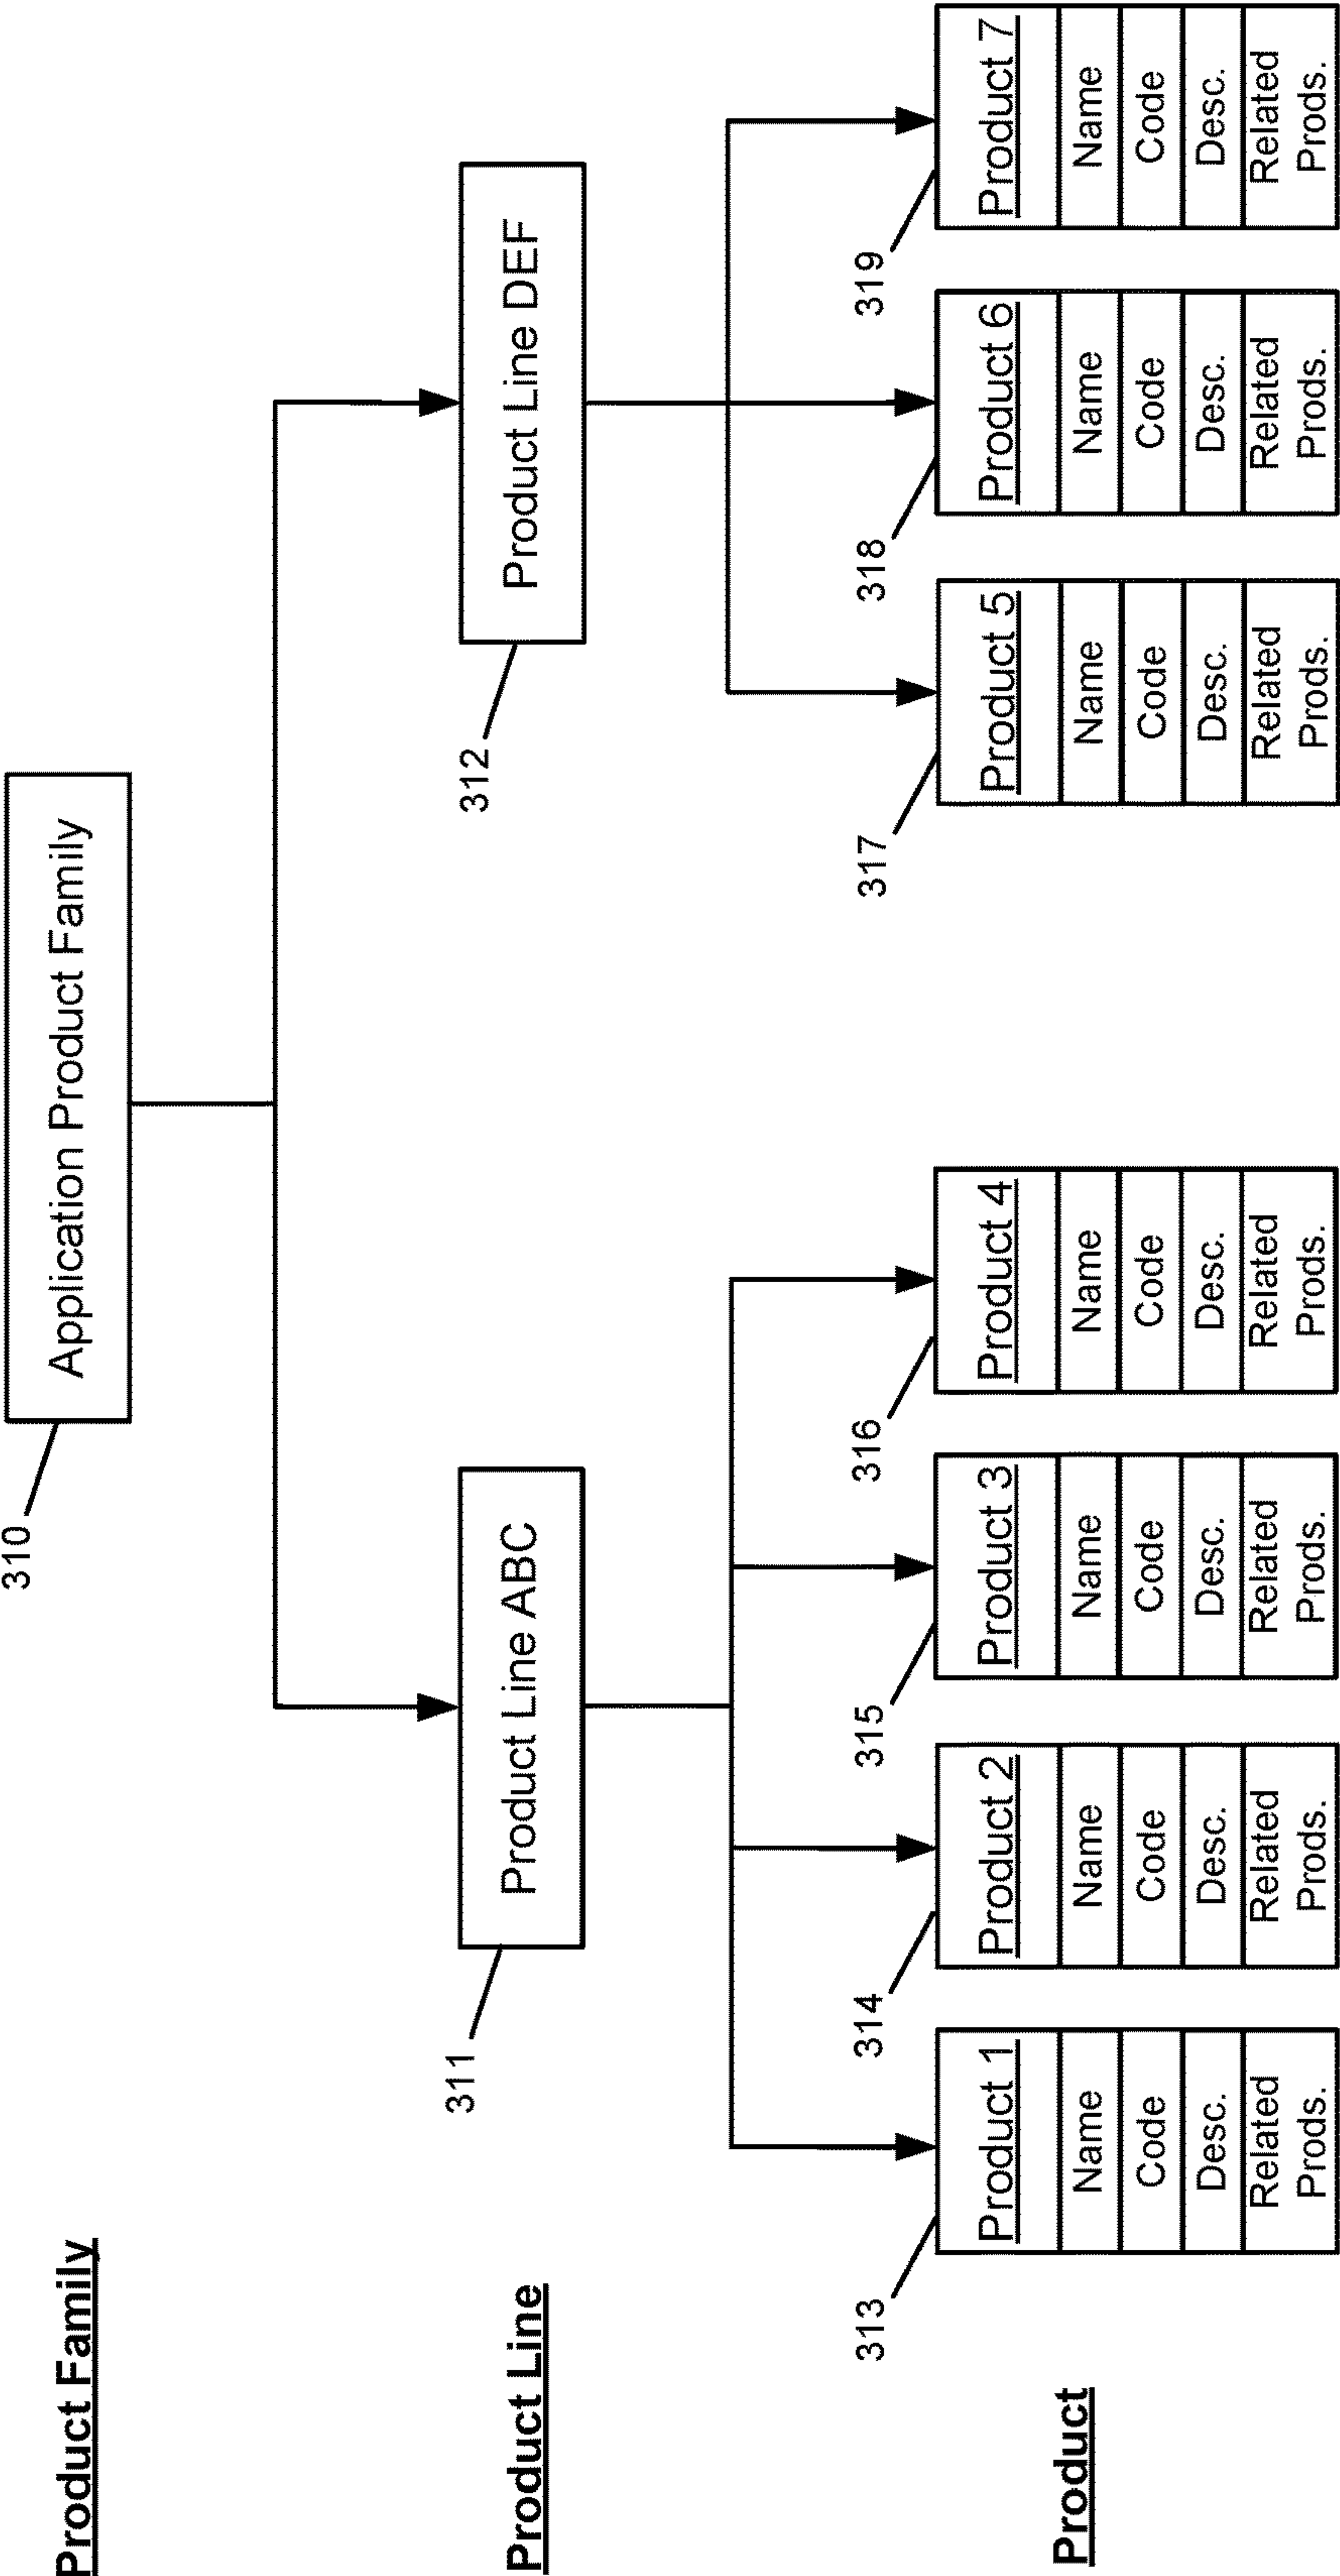 Product Family
310
Application Product Family
Product Line
311
Product Line ABC
312
Product Line DEF
Product
313
Product 1
Name
Code
Desc.
Related
Prods.
314
Product 2
Name
Code
Desc.
Related
Prods.
315
Product 3
Name
Code
Desc.
Related
Prods.
316
Product 4
Name
Code
Desc.
Related
Prods.
317
Product 5
Name
Code
Desc.
Related
Prods.
318
Product 6
Name
Code
Desc.
Related
Prods.
319
Product 7
Name
Code
Desc.
Related
Prods.